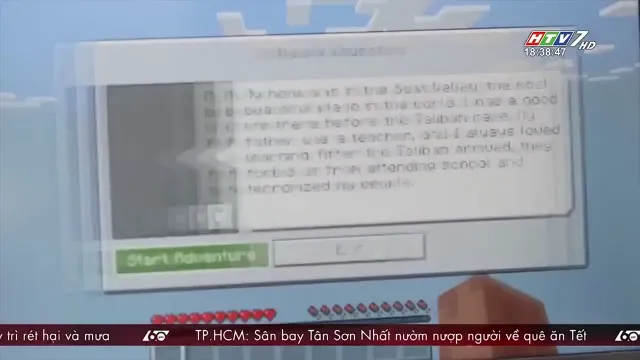 HTV7 HD
18:38:47
My home is in the Swat Valley, the most
beautiful place in the world. I had a good
life there before the Taliban came. My
father was a teacher, and I always loved
learning. After the Taliban arrived, they
forbid us from attending school and
terrorized my people.
Start Adventure
trì rét hại và mưa 60 TP.HCM: Sân bay Tân Sơn Nhất nườm nượp người về quê ăn Tết 60